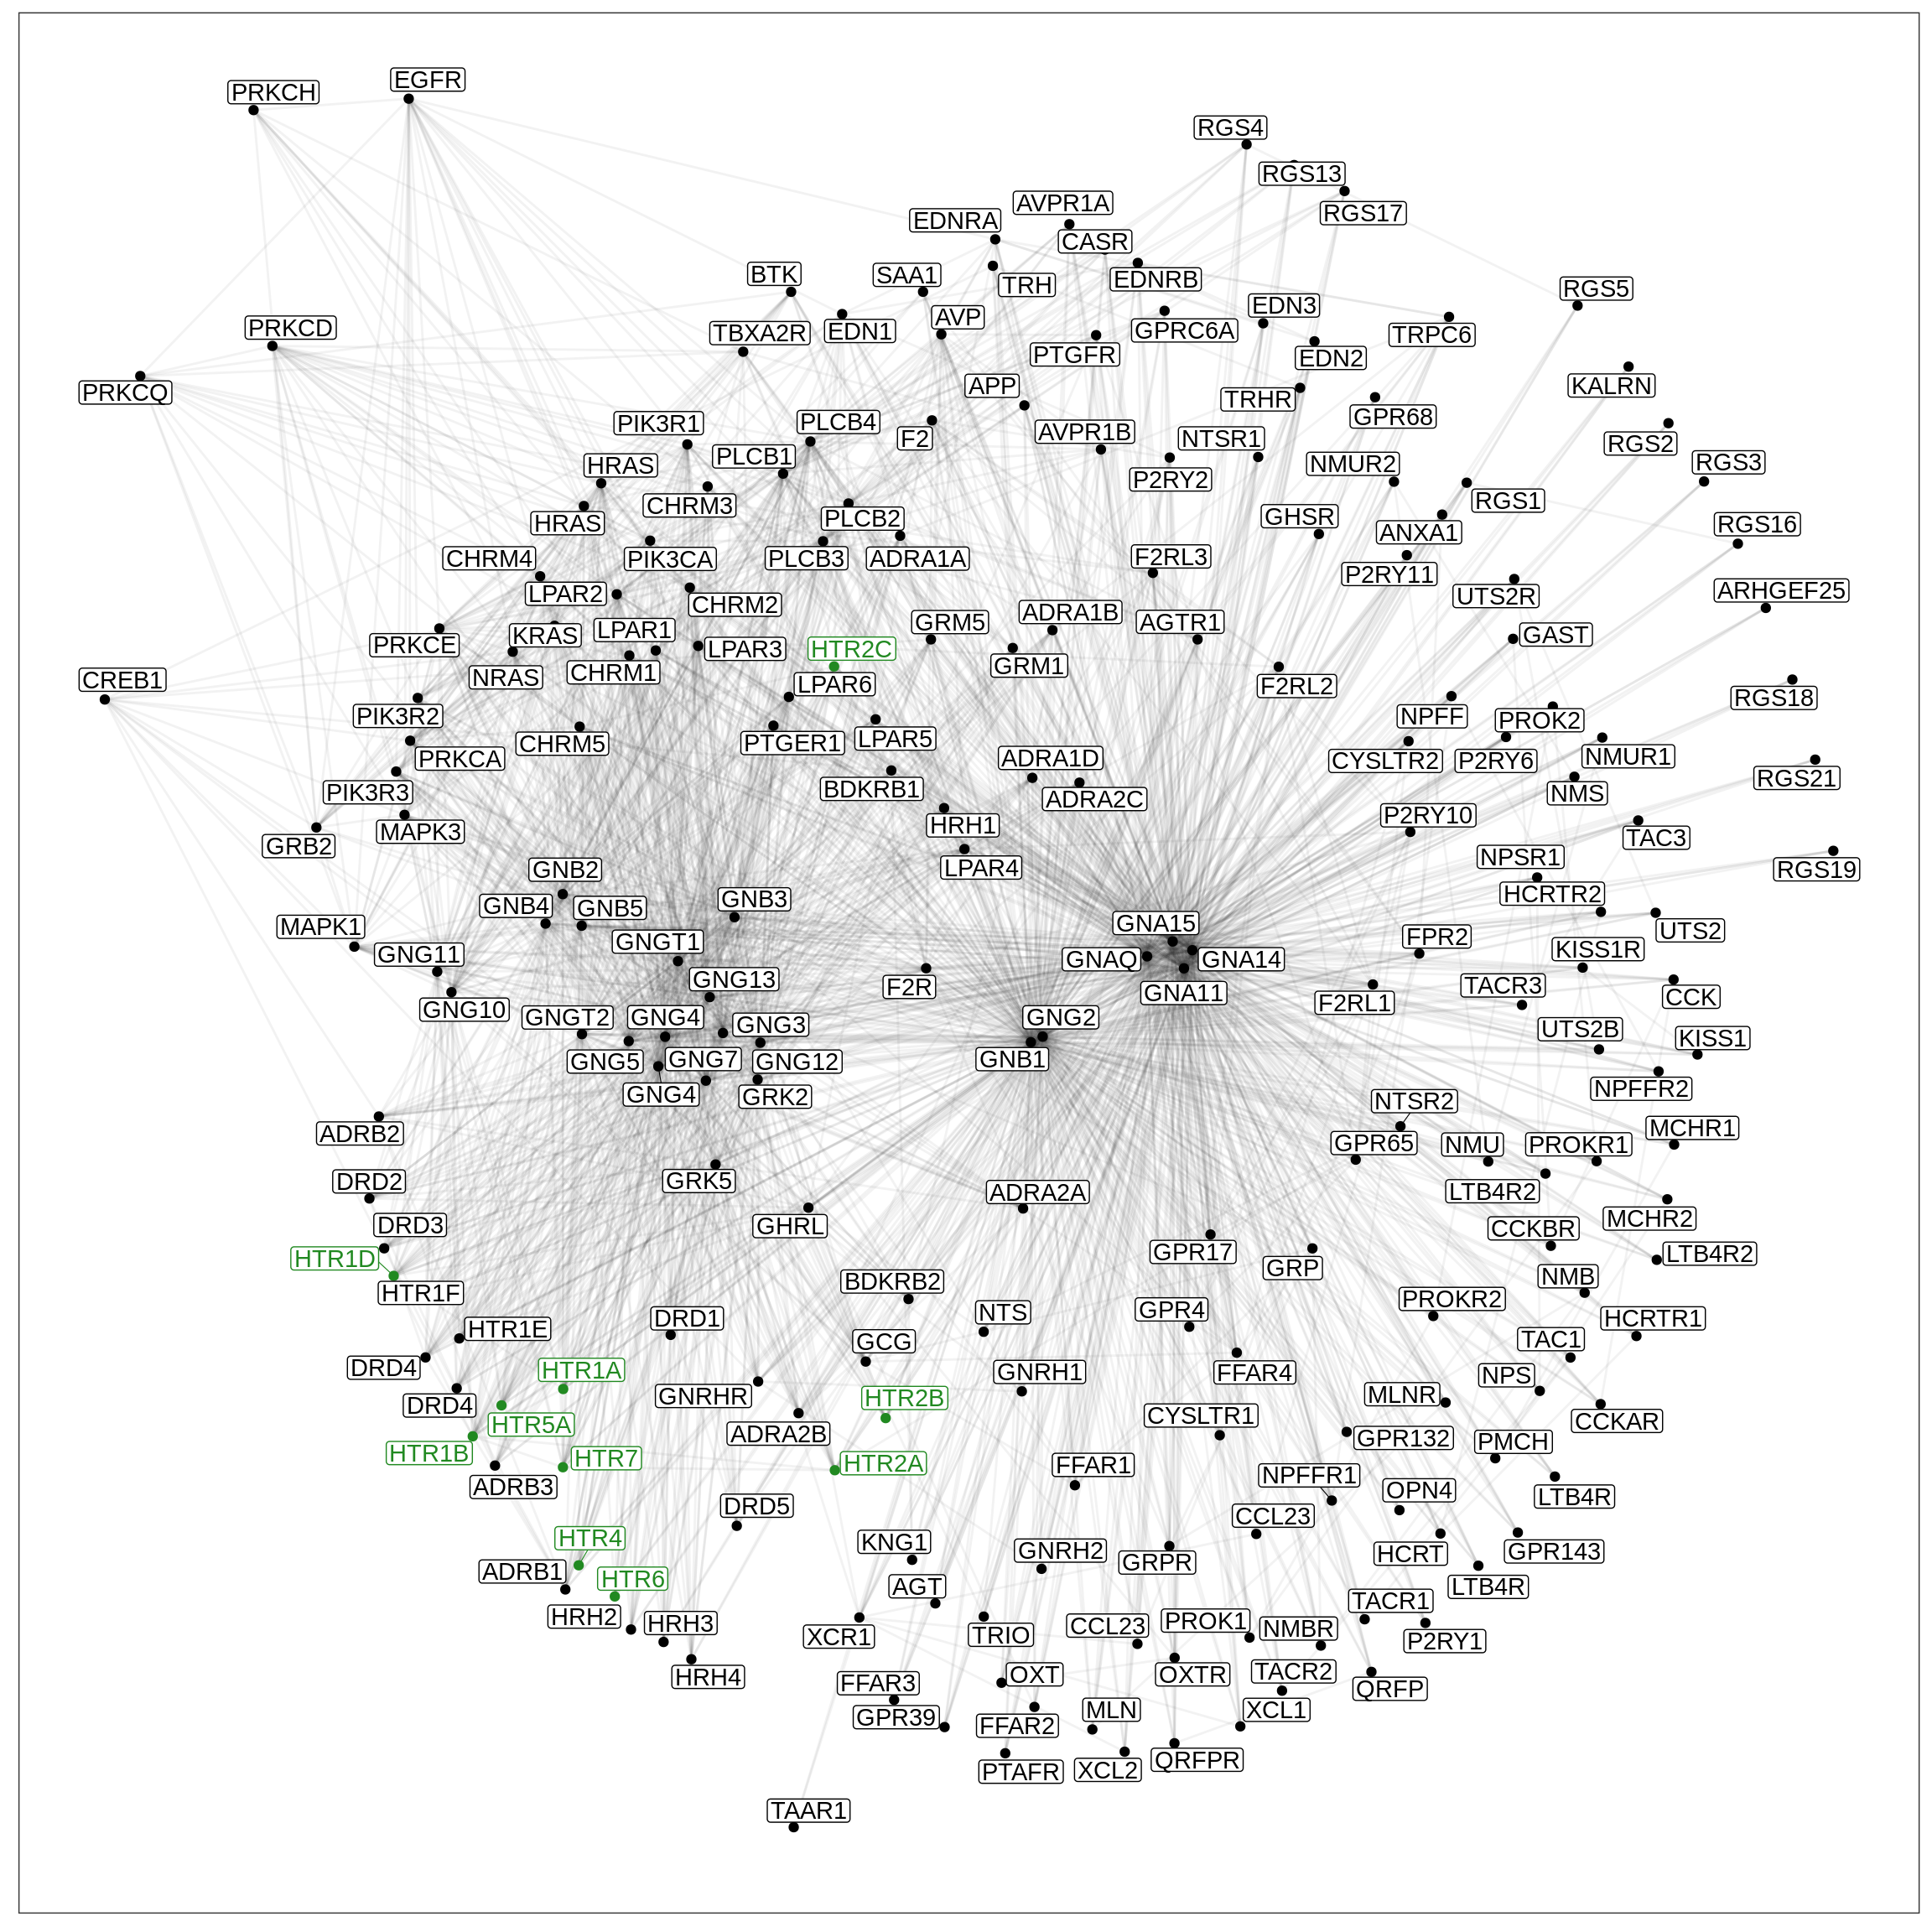 EGFR
PRKCH
RGS4
RGS13
AVPR1A
RGS17
EDNRA
CASR
BTK
SAA1
EDNRB
TRH
RGS5
EDN3
AVP
PRKCD
EDN1
TBXA2R
GPRC6A
TRPC6
PTGFR
EDN2
APP
KALRN
PRKCQ
TRHR
GPR68
PIK3R1
PLCB4
F2
AVPR1B
NTSR1
RGS2
PLCB1
HRAS
NMUR2
RGS3
P2RY2
CHRM3
RGS1
HRAS
PLCB2
GHSR
RGS16
ANXA1
CHRM4
PIK3CA
PLCB3
ADRA1A
F2RL3
P2RY11
ARHGEF25
LPAR2
CHRM2
UTS2R
ADRA1B
GRM5
AGTR1
LPAR1
KRAS
GAST
PRKCE
LPAR3
HTR2C
GRM1
CHRM1
NRAS
CREB1
LPAR6
F2RL2
RGS18
PIK3R2
NPFF
PROK2
CHRM5
PTGER1
LPAR5
PRKCA
ADRA1D
CYSLTR2
P2RY6
NMUR1
RGS21
PIK3R3
BDKRB1
ADRA2C
NMS
P2RY10
HRH1
MAPK3
TAC3
GRB2
NPSR1
LPAR4
GNB2
RGS19
HCRTR2
GNB3
GNB4
GNB5
GNA15
MAPK1
UTS2
FPR2
GNGT1
KISS1R
GNG11
GNAQ
GNA14
GNG13
TACR3
F2R
GNA11
CCK
F2RL1
GNG10
GNGT2
GNG4
GNG2
GNG3
UTS2B
KISS1
GNB1
GNG7
GNG5
GNG12
NPFFR2
GNG4
GRK2
NTSR2
MCHR1
ADRB2
GPR65
NMU
PROKR1
GRK5
DRD2
ADRA2A
LTB4R2
MCHR2
DRD3
GHRL
CCKBR
GPR17
LTB4R2
HTR1D
GRP
NMB
BDKRB2
HTR1F
PROKR2
GPR4
NTS
DRD1
HCRTR1
HTR1E
TAC1
GCG
DRD4
HTR1A
GNRH1
FFAR4
NPS
GNRHR
MLNR
HTR2B
DRD4
CYSLTR1
CCKAR
HTR5A
ADRA2B
GPR132
PMCH
HTR1B
HTR7
HTR2A
FFAR1
NPFFR1
ADRB3
OPN4
LTB4R
DRD5
CCL23
HTR4
KNG1
GNRH2
GPR143
HCRT
GRPR
ADRB1
HTR6
AGT
LTB4R
TACR1
HRH2
HRH3
PROK1
CCL23
NMBR
XCR1
TRIO
P2RY1
OXT
OXTR
TACR2
HRH4
FFAR3
QRFP
MLN
XCL1
GPR39
FFAR2
QRFPR
PTAFR
XCL2
TAAR1